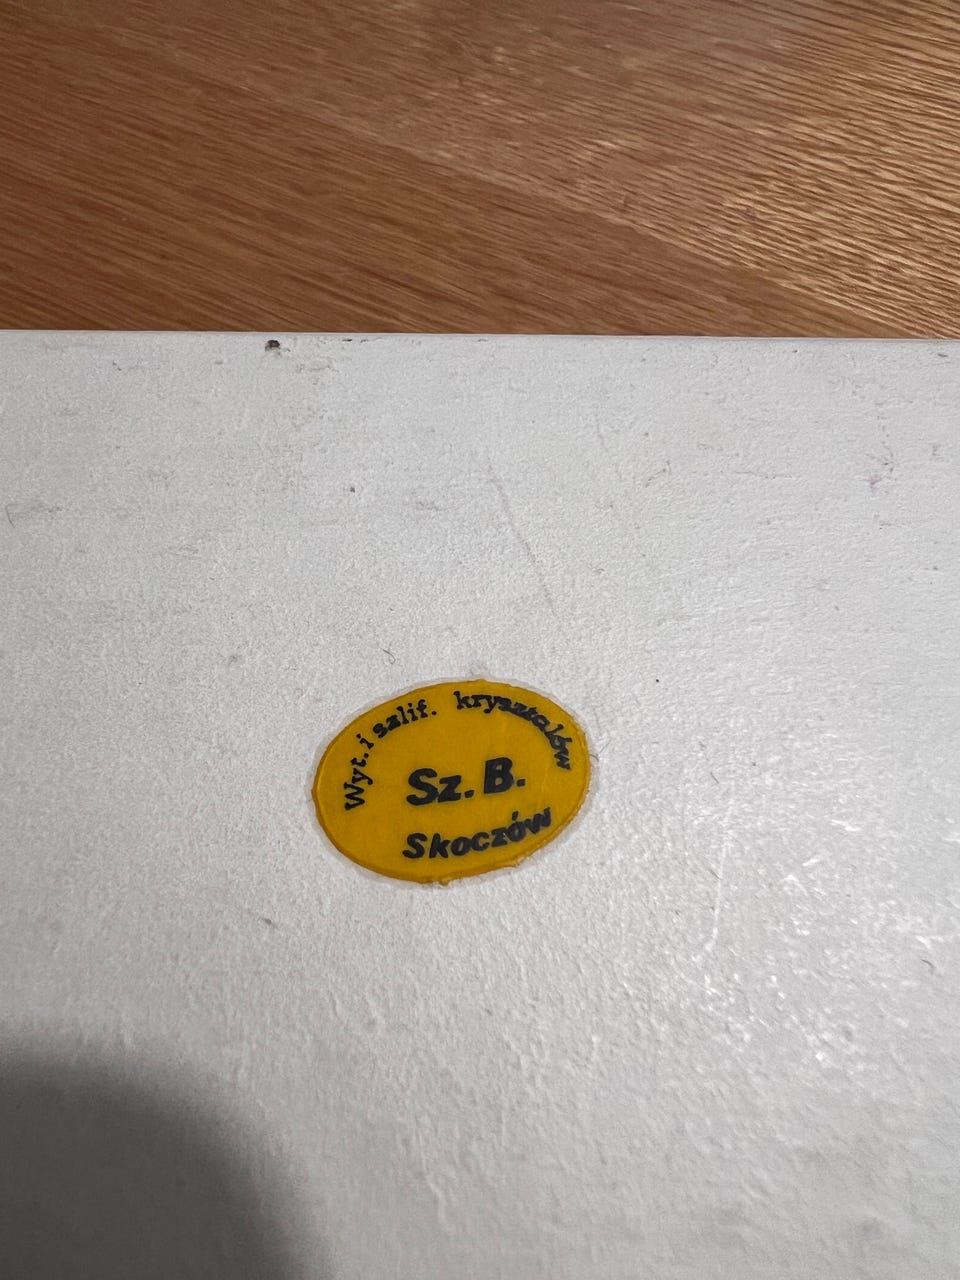 Wyt. i szlif. kryształów
Sz. B.
Skoczów